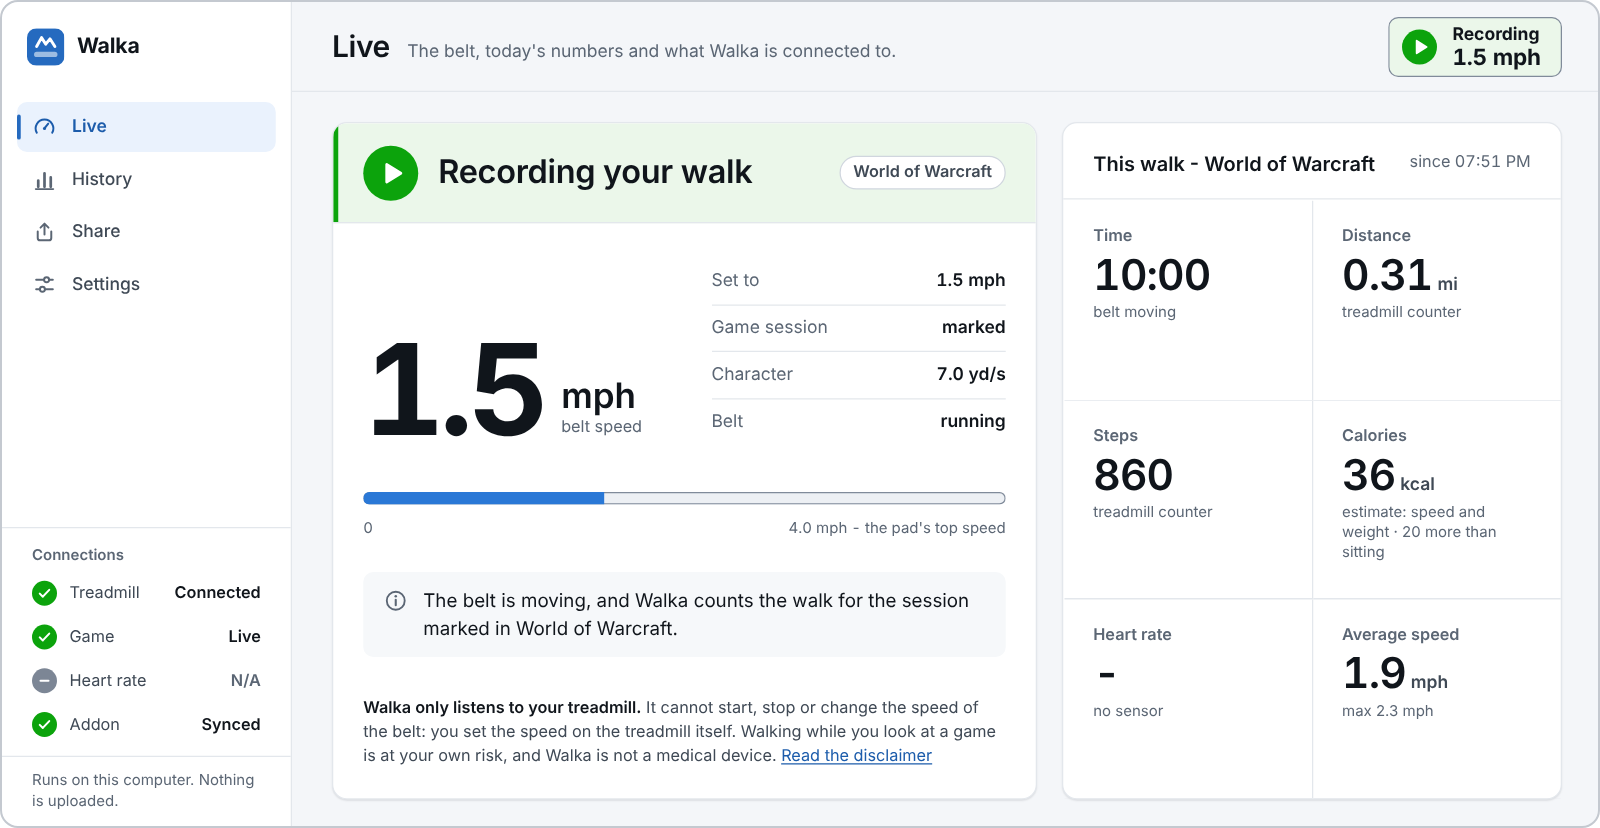 Walka
Live
History
Share
Settings
Connections
Treadmill Connected
Game Live
Heart rate N/A
Addon Synced
Runs on this computer. Nothing
is uploaded.
Live The belt, today's numbers and what Walka is connected to.
Recording
1.5 mph
Recording your walk
World of Warcraft
1.5 mph
belt speed
Set to 1.5 mph
Game session marked
Character 7.0 yd/s
Belt running
0
4.0 mph - the pad's top speed
The belt is moving, and Walka counts the walk for the session
marked in World of Warcraft.
Walka only listens to your treadmill. It cannot start, stop or change the speed of
the belt: you set the speed on the treadmill itself. Walking while you look at a game
is at your own risk, and Walka is not a medical device. Read the disclaimer
This walk - World of Warcraft since 07:51 PM
Time
10:00
belt moving
Distance
0.31 mi
treadmill counter
Steps
860
treadmill counter
Calories
36 kcal
estimate: speed and
weight · 20 more than
sitting
Heart rate
-
no sensor
Average speed
1.9 mph
max 2.3 mph